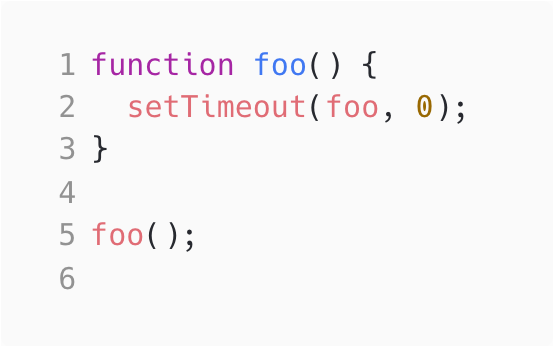 1 function foo() {
2   setTimeout(foo, 0);
3 }
4
5 foo();
6